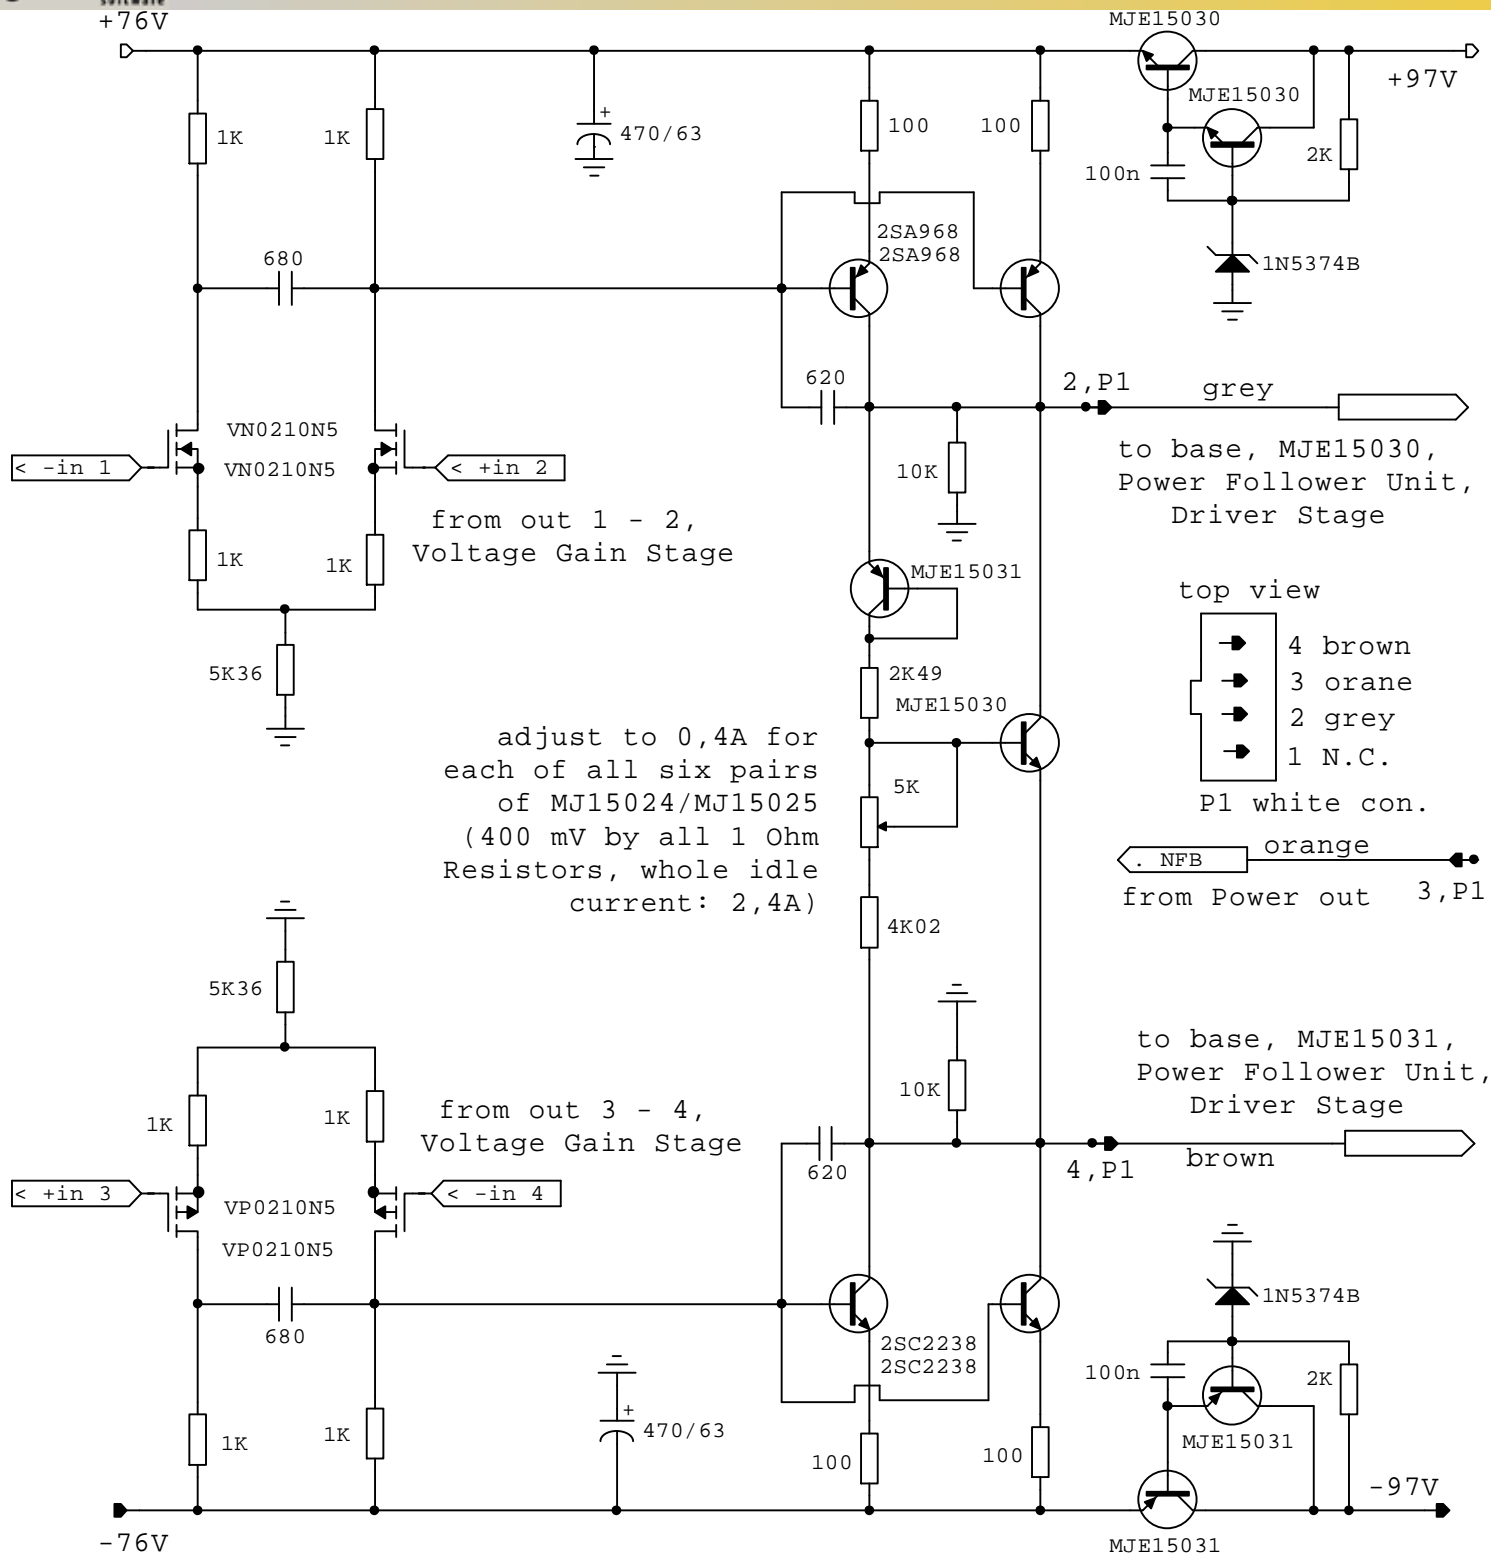 software
+76V
MJE15030
+97V
MJE15030
1K
1K
+
470/63
100
100
2K
100n
2SA968
2SA968
680
1N5374B
620
2,P1
grey
VN0210N5
< -in 1
VN0210N5
< +in 2
10K
to base, MJE15030,
Power Follower Unit,
Driver Stage
from out 1 - 2,
Voltage Gain Stage
1K
1K
MJE15031
top view
4 brown
3 orane
2 grey
1 N.C.
P1 white con.
5K36
2K49
MJE15030
adjust to 0,4A for
each of all six pairs
of MJ15024/MJ15025
(400 mV by all 1 Ohm
Resistors, whole idle
current: 2,4A)
5K
orange
. NFB
from Power out
3,P1
4K02
5K36
to base, MJE15031,
Power Follower Unit,
Driver Stage
10K
1K
1K
from out 3 - 4,
Voltage Gain Stage
620
4,P1
brown
< +in 3
VP0210N5
< -in 4
VP0210N5
680
1N5374B
2SC2238
2SC2238
100n
2K
1K
1K
+
470/63
100
100
MJE15031
-97V
-76V
MJE15031